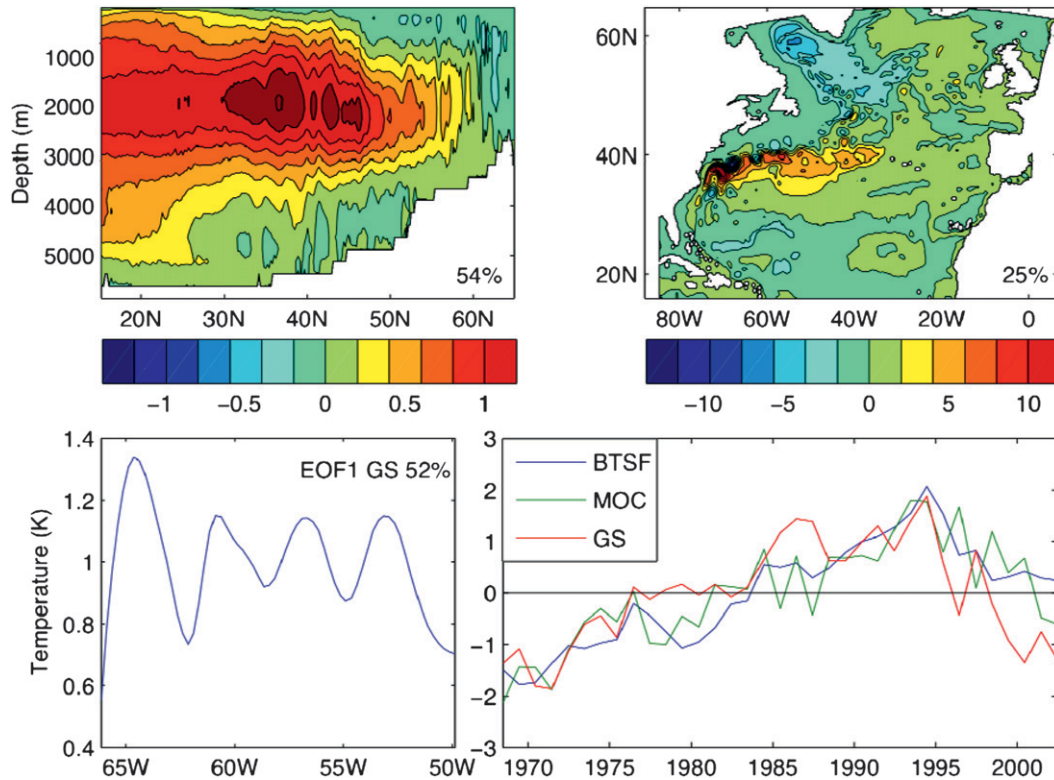 Depth (m)
1000
2000
3000
4000
5000
20N 30N 40N 50N 60N
54%
60N
40N
20N
80W 60W 40W 20W 0
25%
−1 −0.5 0 0.5 1
−10 −5 0 5 10
Temperature (K)
1.4
1.2
1
0.8
0.6
0.4
65W 60W 55W 50W
EOF1 GS 52%
3
2
1
0
−1
−2
−3
BTSF
MOC
GS
1970 1975 1980 1985 1990 1995 2000